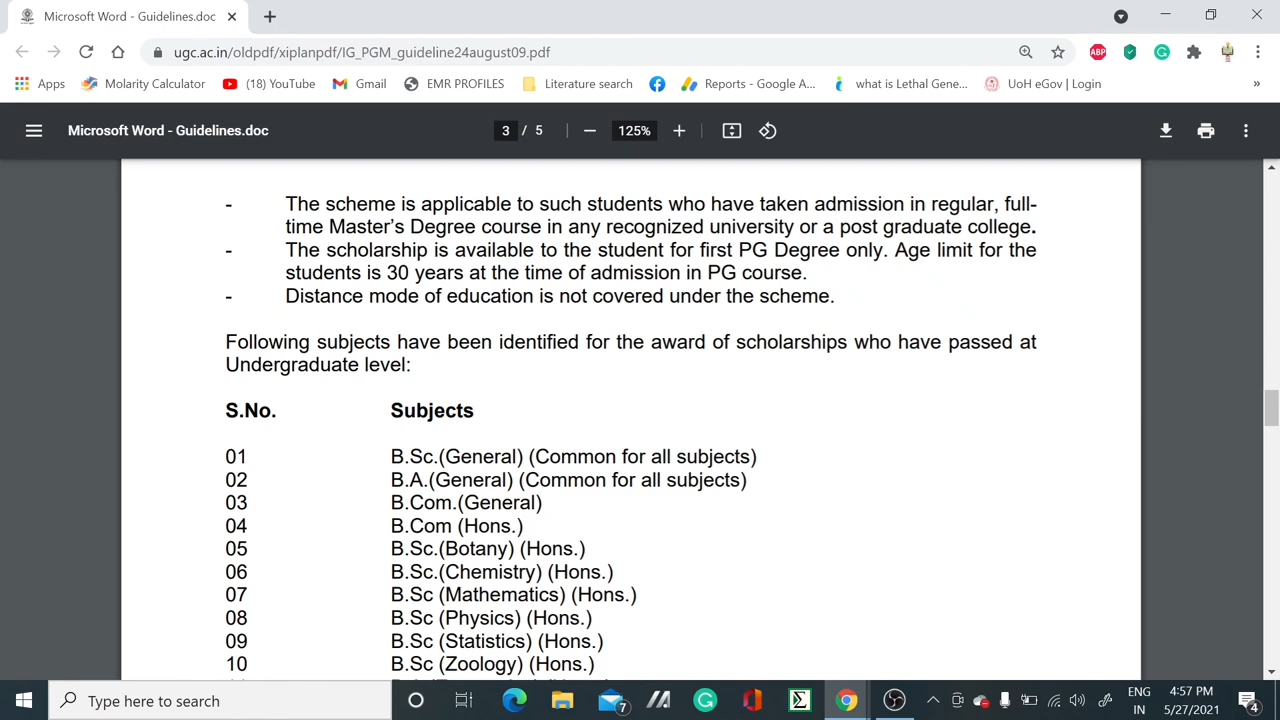 Microsoft Word - Guidelines.doc
ugc.ac.in/oldpdf/xiplanpdf/IG_PGM_guideline24august09.pdf
ABP
Apps
Molarity Calculator
(18) YouTube
Gmail
EMR PROFILES
Literature search
Reports - Google A...
what is Lethal Gene...
UoH eGov | Login
»
Microsoft Word - Guidelines.doc
3 / 5
125%
- The scheme is applicable to such students who have taken admission in regular, full-
time Master's Degree course in any recognized university or a post graduate college.
- The scholarship is available to the student for first PG Degree only. Age limit for the
students is 30 years at the time of admission in PG course.
- Distance mode of education is not covered under the scheme.
Following subjects have been identified for the award of scholarships who have passed at
Undergraduate level:
S.No. Subjects
01 B.Sc.(General) (Common for all subjects)
02 B.A.(General) (Common for all subjects)
03 B.Com.(General)
04 B.Com (Hons.)
05 B.Sc.(Botany) (Hons.)
06 B.Sc.(Chemistry) (Hons.)
07 B.Sc (Mathematics) (Hons.)
08 B.Sc (Physics) (Hons.)
09 B.Sc (Statistics) (Hons.)
10 B.Sc (Zoology) (Hons.)
Type here to search
7
ENG
IN
4:57 PM
5/27/2021
4